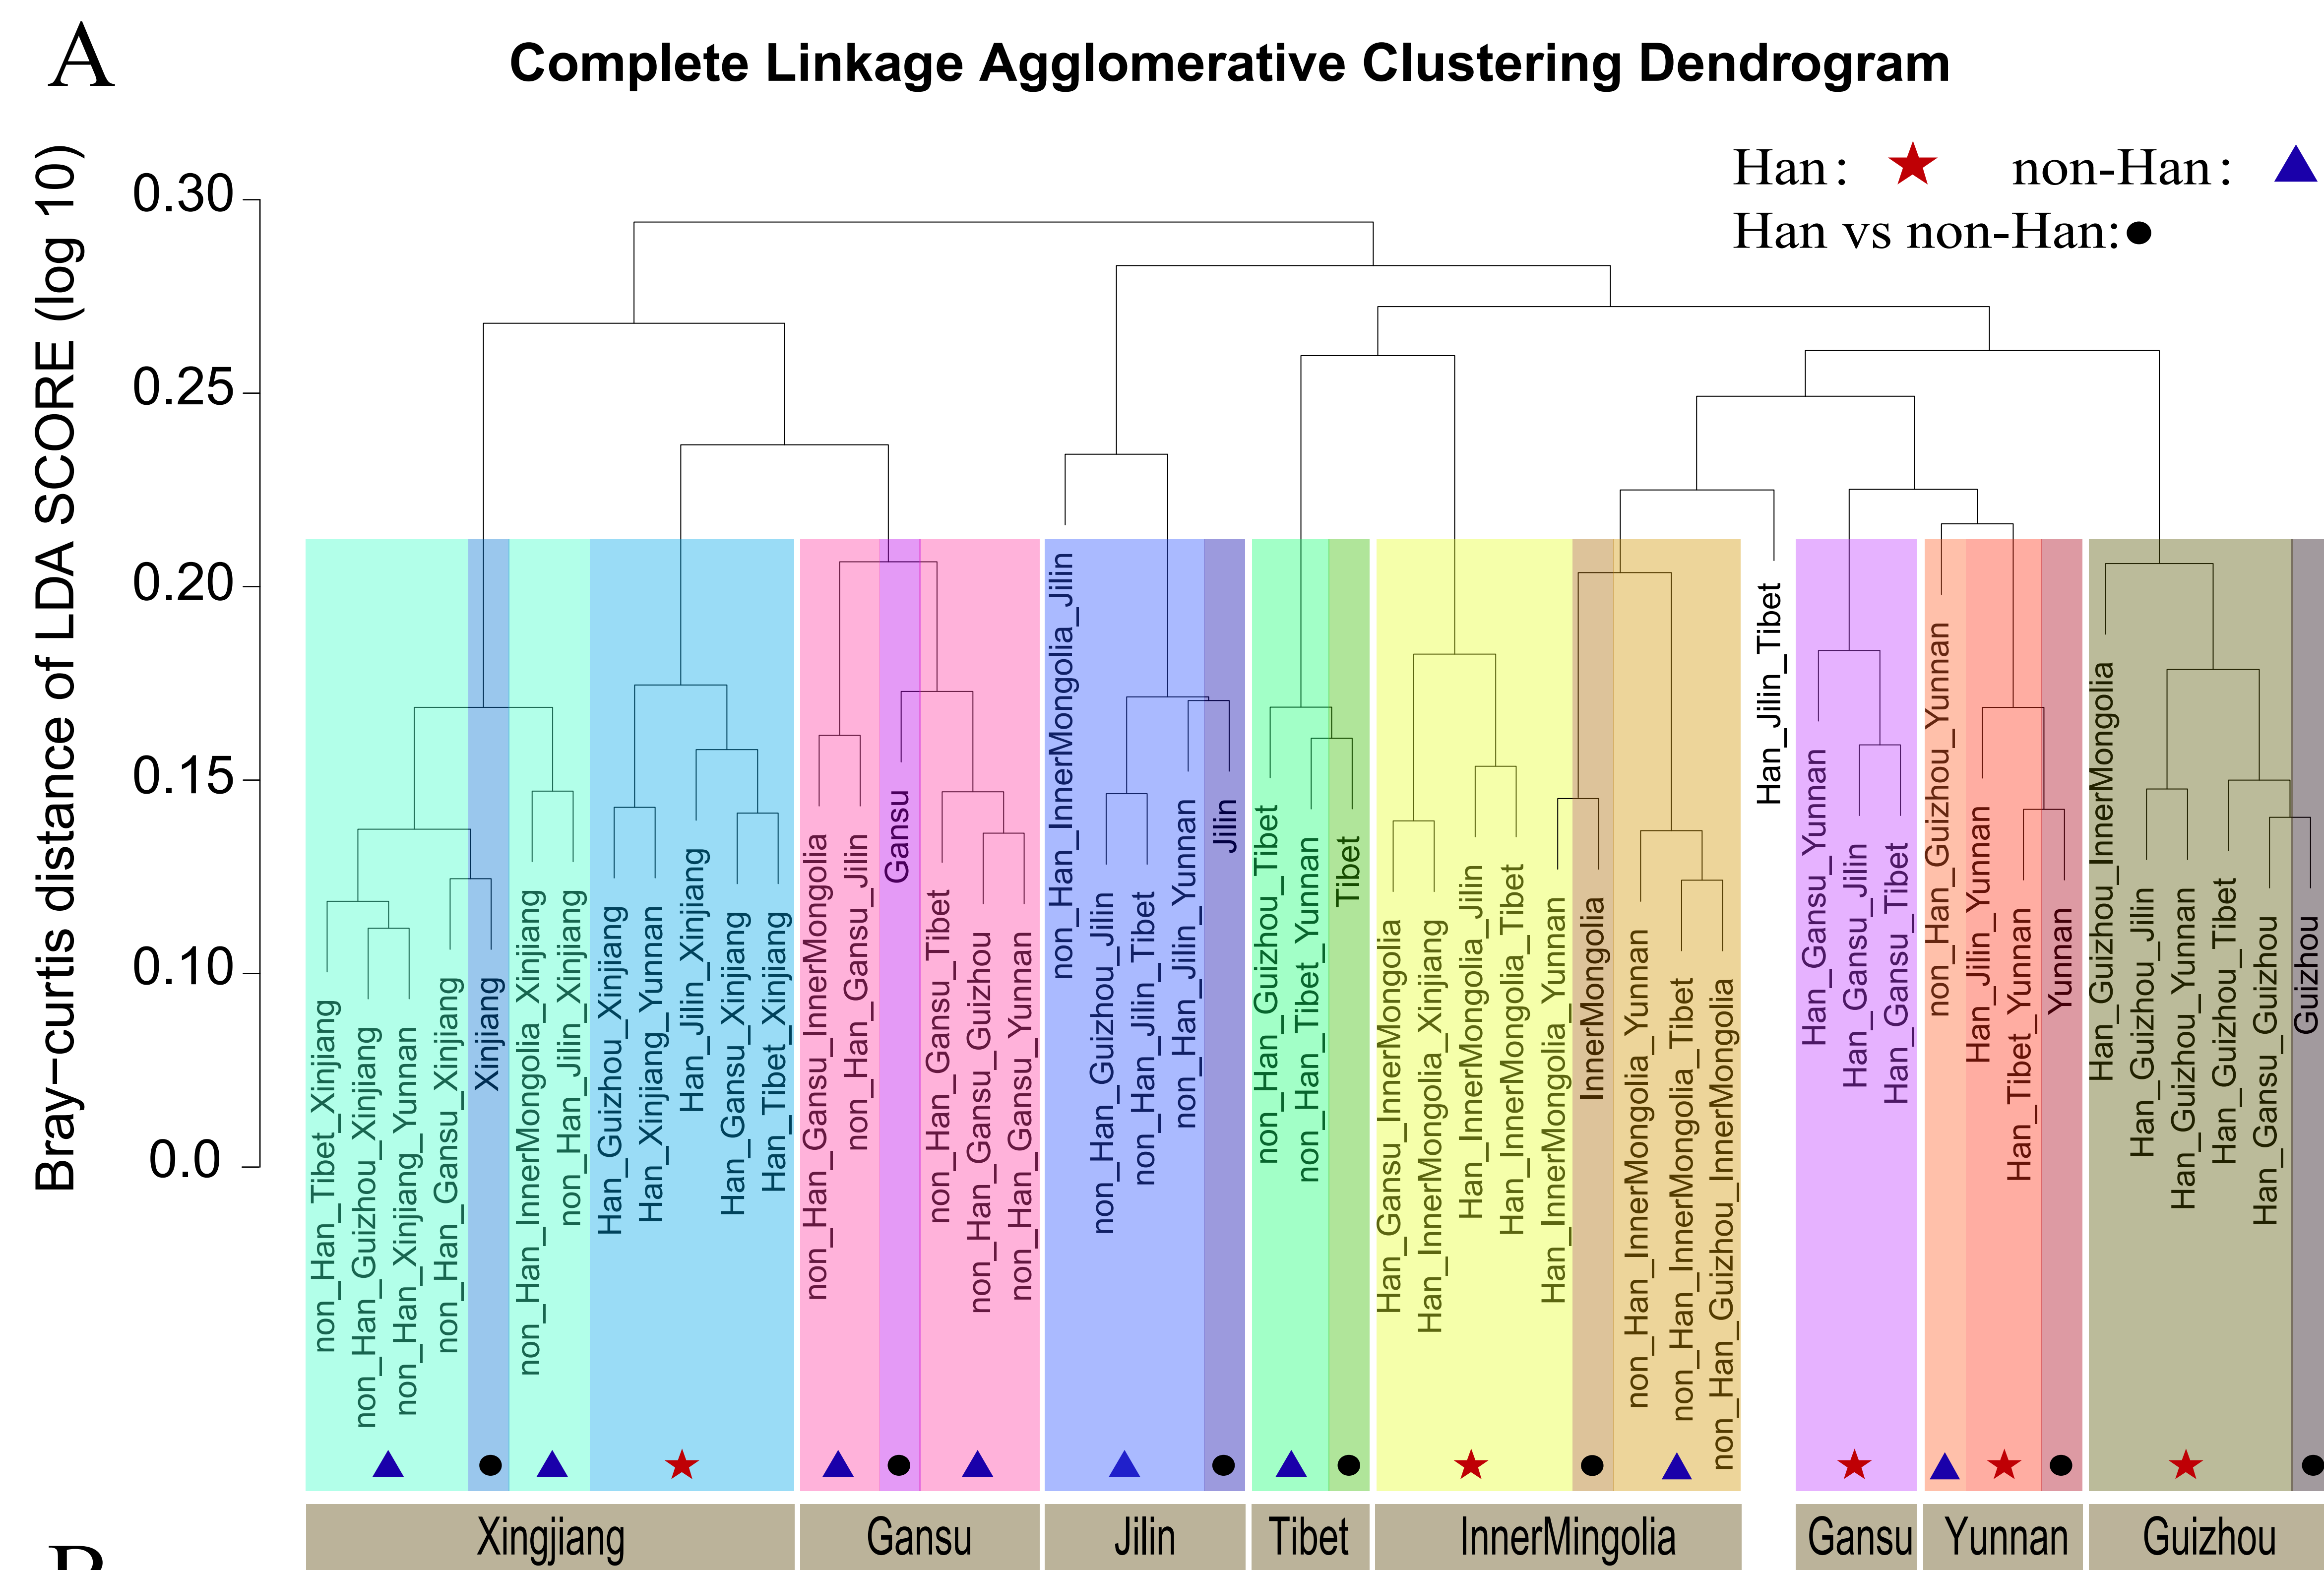 A
Complete Linkage Agglomerative Clustering Dendrogram
Han: ★ non-Han: ▲
Han vs non-Han: ●
Bray-curtis distance of LDA SCORE (log 10)
0.30
0.25
0.20
0.15
0.10
0.0
non_Han_Tibet_Xinjiang
non_Han_Guizhou_Xinjiang
non_Han_Xinjiang_Yunnan
non_Han_Gansu_Xinjiang
Xinjiang
non_Han_InnerMongolia_Xinjiang
non_Han_Jilin_Xinjiang
Han_Guizhou_Xinjiang
Han_Xinjiang_Yunnan
Han_Jilin_Xinjiang
Han_Gansu_Xinjiang
Han_Tibet_Xinjiang
non_Han_Gansu_InnerMongolia
non_Han_Gansu_Jilin
Gansu
non_Han_Gansu_Tibet
non_Han_Gansu_Guizhou
non_Han_Gansu_Yunnan
non_Han_InnerMongolia_Jilin
non_Han_Guizhou_Jilin
non_Han_Jilin_Tibet
non_Han_Jilin_Yunnan
Jilin
non_Han_Guizhou_Tibet
non_Han_Tibet_Yunnan
Tibet
Han_Gansu_InnerMongolia
Han_InnerMongolia_Xinjiang
Han_InnerMongolia_Jilin
Han_InnerMongolia_Tibet
Han_InnerMongolia_Yunnan
InnerMongolia
non_Han_InnerMongolia_Yunnan
non_Han_InnerMongolia_Tibet
non_Han_Guizhou_InnerMongolia
Han_Jilin_Tibet
Han_Gansu_Yunnan
Han_Gansu_Jilin
Han_Gansu_Tibet
non_Han_Guizhou_Yunnan
Han_Jilin_Yunnan
Han_Tibet_Yunnan
Yunnan
Han_Guizhou_InnerMongolia
Han_Guizhou_Jilin
Han_Guizhou_Yunnan
Han_Guizhou_Tibet
Han_Gansu_Guizhou
Guizhou
Xingjiang
Gansu
Jilin
Tibet
InnerMingolia
Gansu
Yunnan
Guizhou